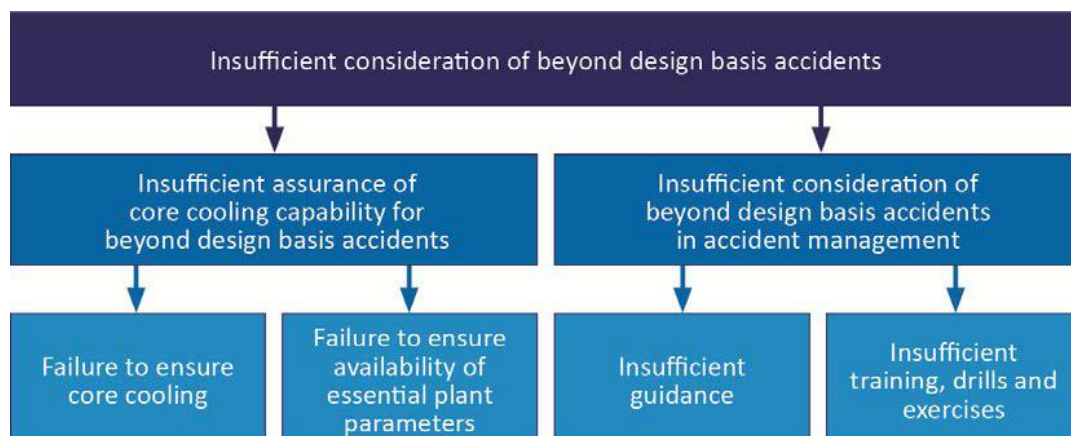 Insufficient consideration of beyond design basis accidents
Insufficient assurance of
core cooling capability for
beyond design basis accidents
Insufficient consideration of
beyond design basis accidents
in accident management
Failure to ensure
core cooling
Failure to ensure
availability of
essential plant
parameters
Insufficient
guidance
Insufficient
training, drills and
exercises